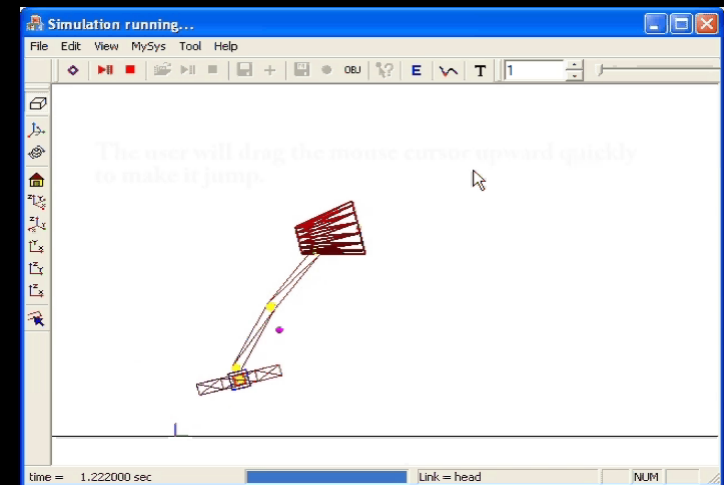 Simulation running...
File Edit View MySys Tool Help
OBJ E T 1
The user will drag the mouse cursor upward quickly
to make it jump.
time = 1.222000 sec Link = head NUM